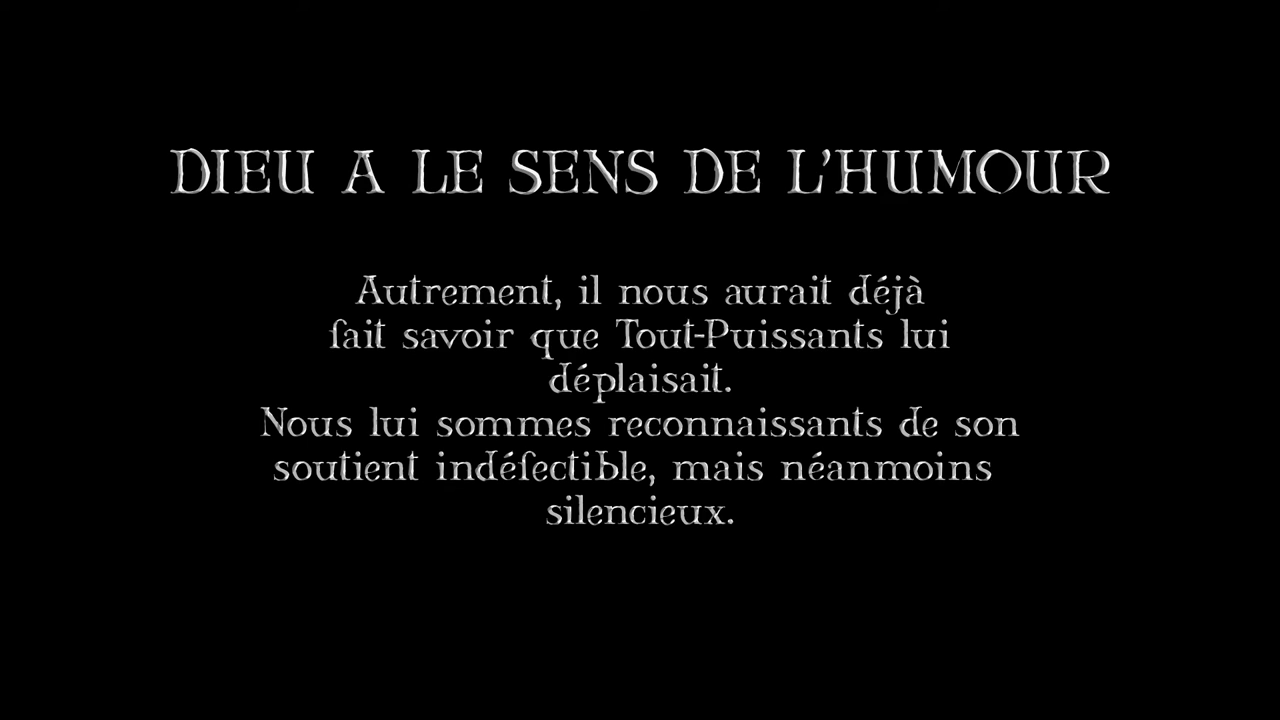 DIEU A LE SENS DE L'HUMOUR
Autrement, il nous aurait déjà
fait savoir que Tout-Puissants lui
déplaisait.
Nous lui sommes reconnaissants de son
soutient indéfectible, mais néanmoins
silencieux.